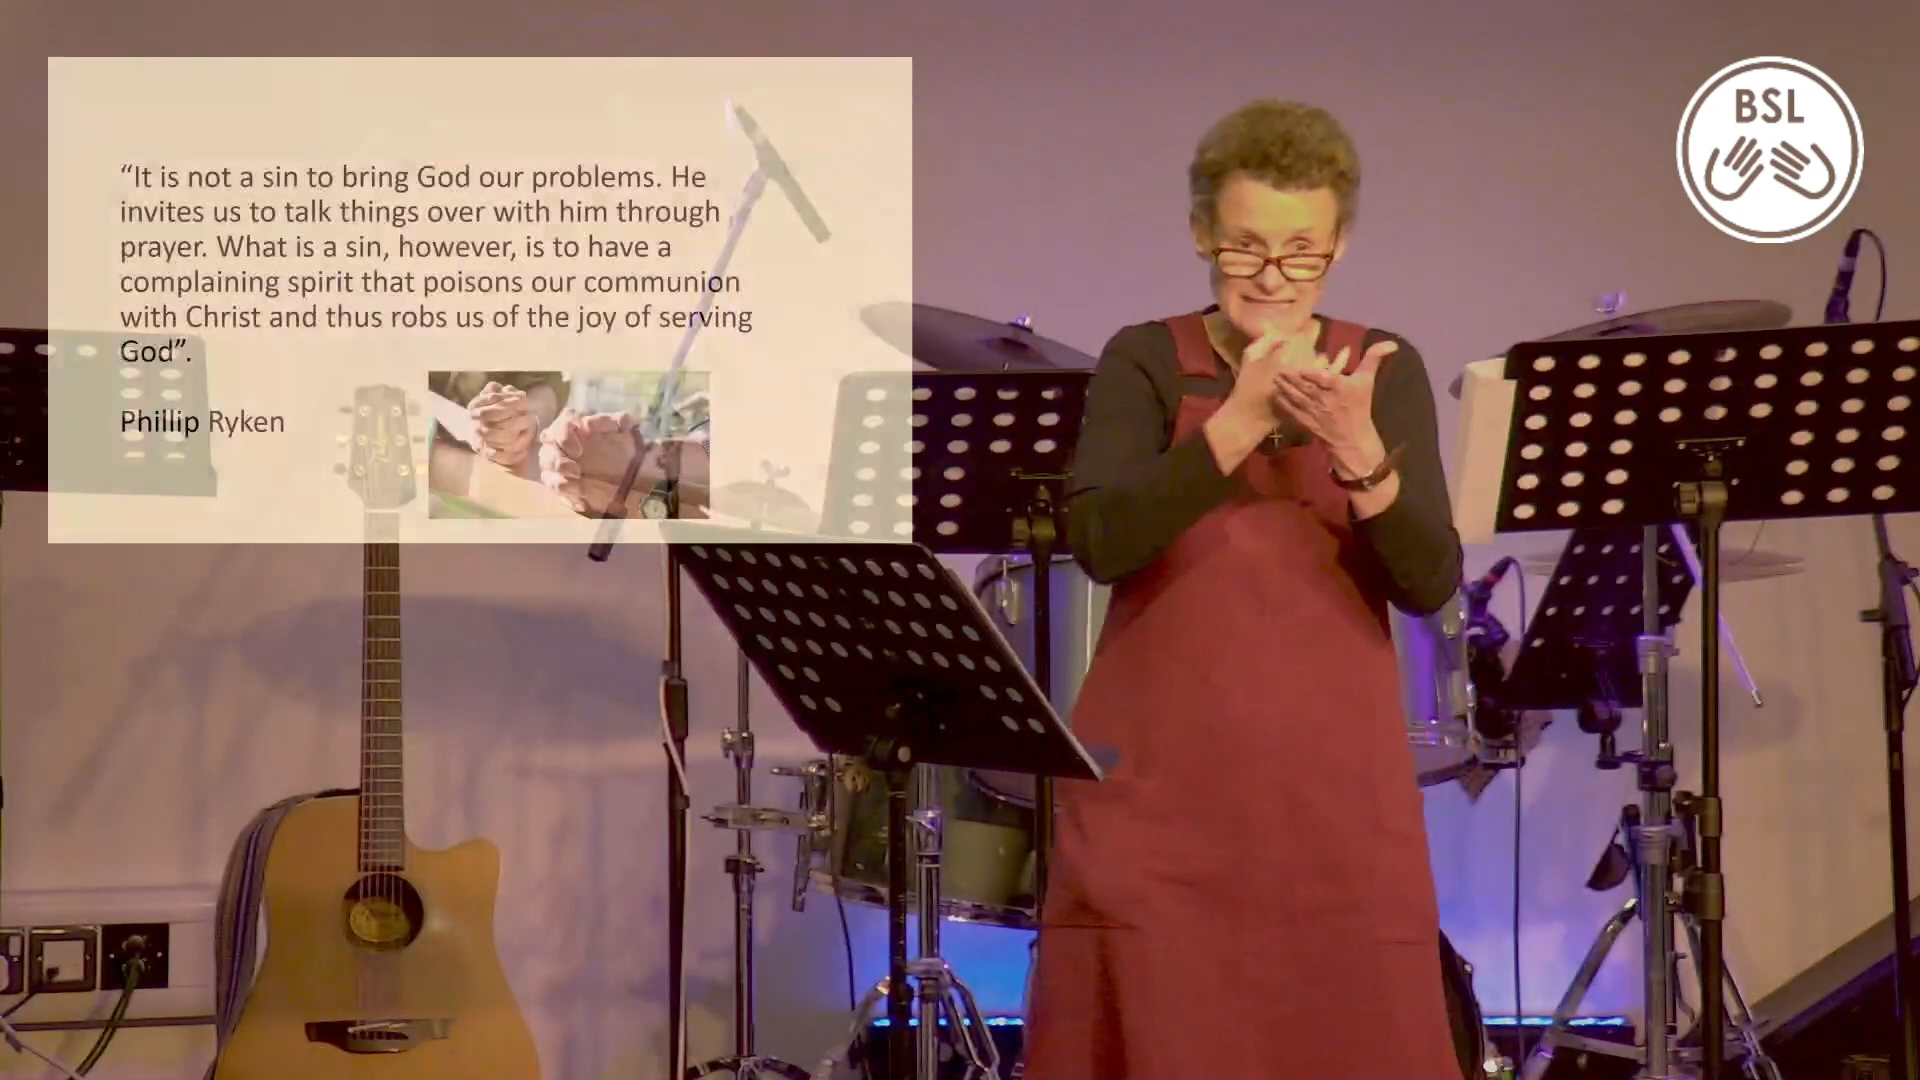 “It is not a sin to bring God our problems. He
invites us to talk things over with him through
prayer. What is a sin, however, is to have a
complaining spirit that poisons our communion
with Christ and thus robs us of the joy of serving
God”.
Phillip Ryken
BSL